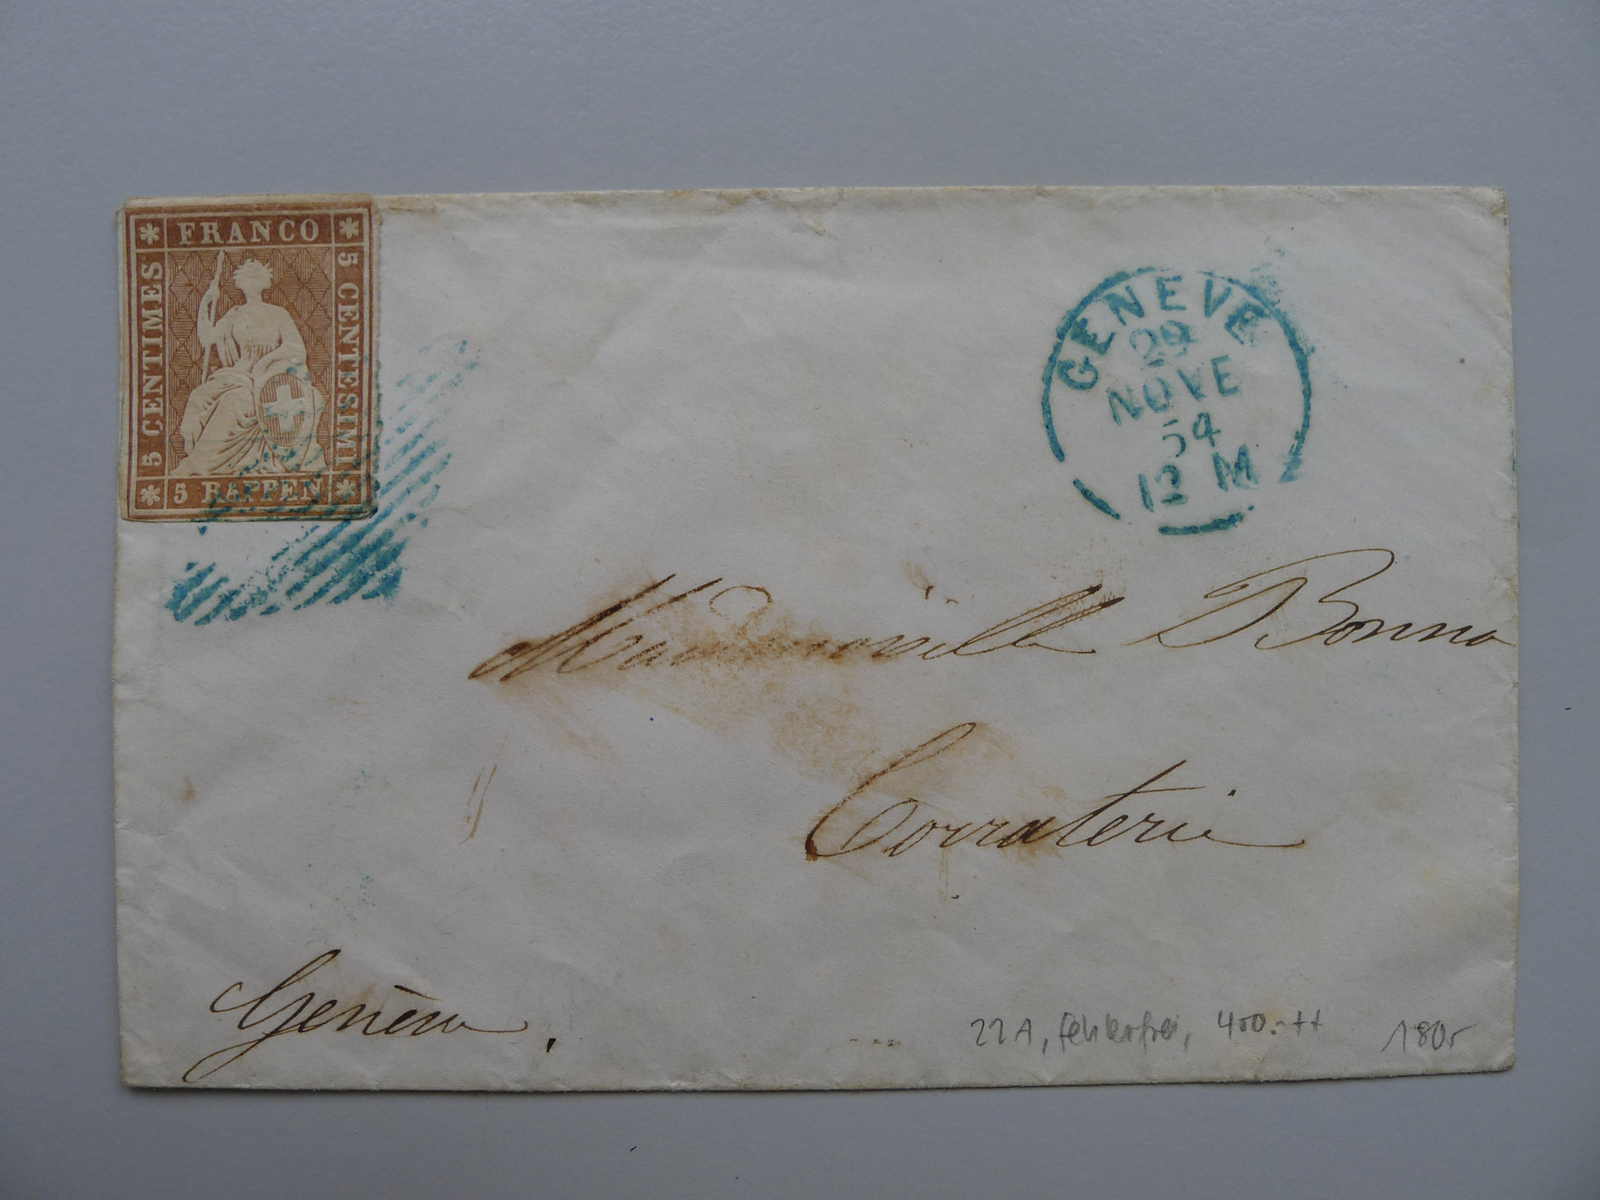 FRANCO
5 CENTIMES
5 CENTESIMI
5 RAPPEN
GENEVE
29
NOVE
54
12 M
Mademoiselle Bonna
Corraterie
Genève
22A, fehlerfrei, 400.-++
180.-